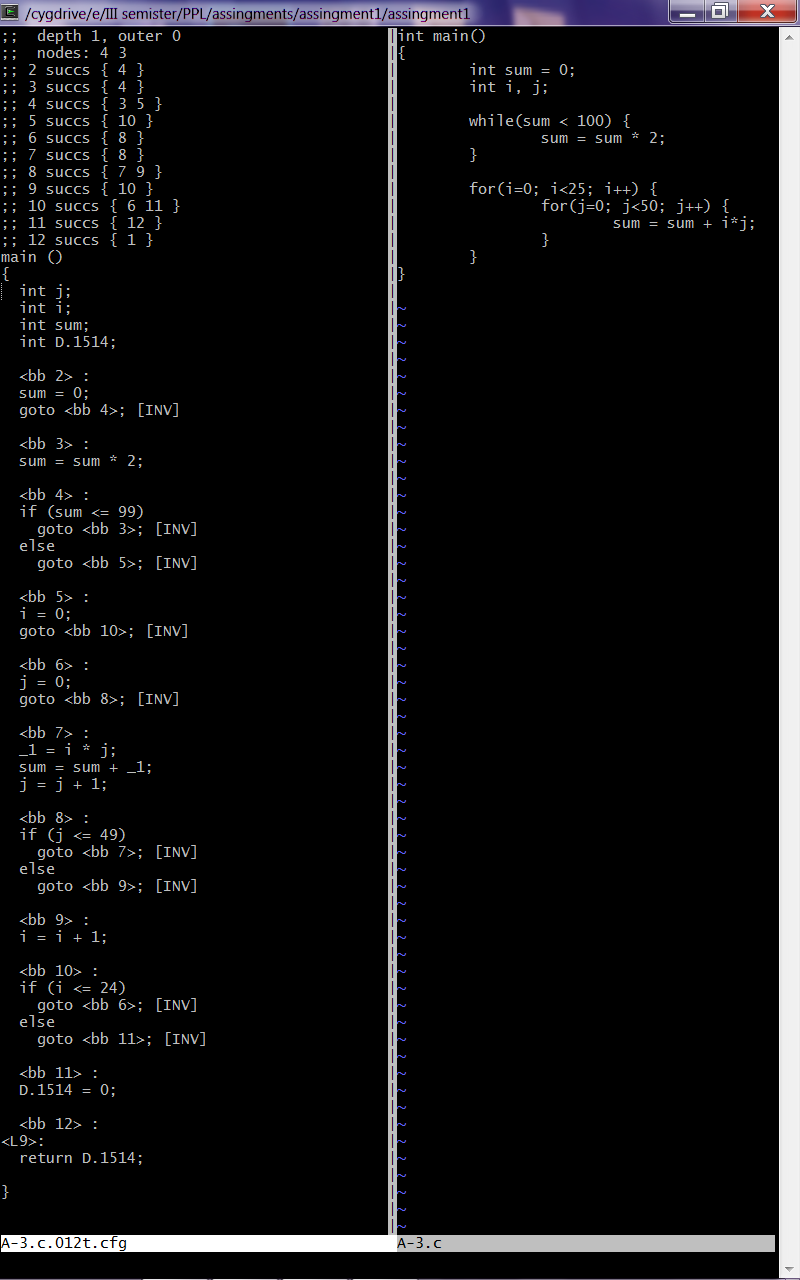 /cygdrive/e/III semister/PPL/assingments/assingment1/assingment1
;;  depth 1, outer 0
;;  nodes: 4 3
;; 2 succs { 4 }
;; 3 succs { 4 }
;; 4 succs { 3 5 }
;; 5 succs { 10 }
;; 6 succs { 8 }
;; 7 succs { 8 }
;; 8 succs { 7 9 }
;; 9 succs { 10 }
;; 10 succs { 6 11 }
;; 11 succs { 12 }
;; 12 succs { 1 }
main ()
{
  int j;
  int i;
  int sum;
  int D.1514;

  <bb 2> :
  sum = 0;
  goto <bb 4>; [INV]

  <bb 3> :
  sum = sum * 2;

  <bb 4> :
  if (sum <= 99)
    goto <bb 3>; [INV]
  else
    goto <bb 5>; [INV]

  <bb 5> :
  i = 0;
  goto <bb 10>; [INV]

  <bb 6> :
  j = 0;
  goto <bb 8>; [INV]

  <bb 7> :
  _1 = i * j;
  sum = sum + _1;
  j = j + 1;

  <bb 8> :
  if (j <= 49)
    goto <bb 7>; [INV]
  else
    goto <bb 9>; [INV]

  <bb 9> :
  i = i + 1;

  <bb 10> :
  if (i <= 24)
    goto <bb 6>; [INV]
  else
    goto <bb 11>; [INV]

  <bb 11> :
  D.1514 = 0;

  <bb 12> :
<L9>:
  return D.1514;

}
A-3.c.012t.cfg
int main()
{
        int sum = 0;
        int i, j;

        while(sum < 100) {
                sum = sum * 2;
        }

        for(i=0; i<25; i++) {
                for(j=0; j<50; j++) {
                        sum = sum + i*j;
                }
        }
}
A-3.c